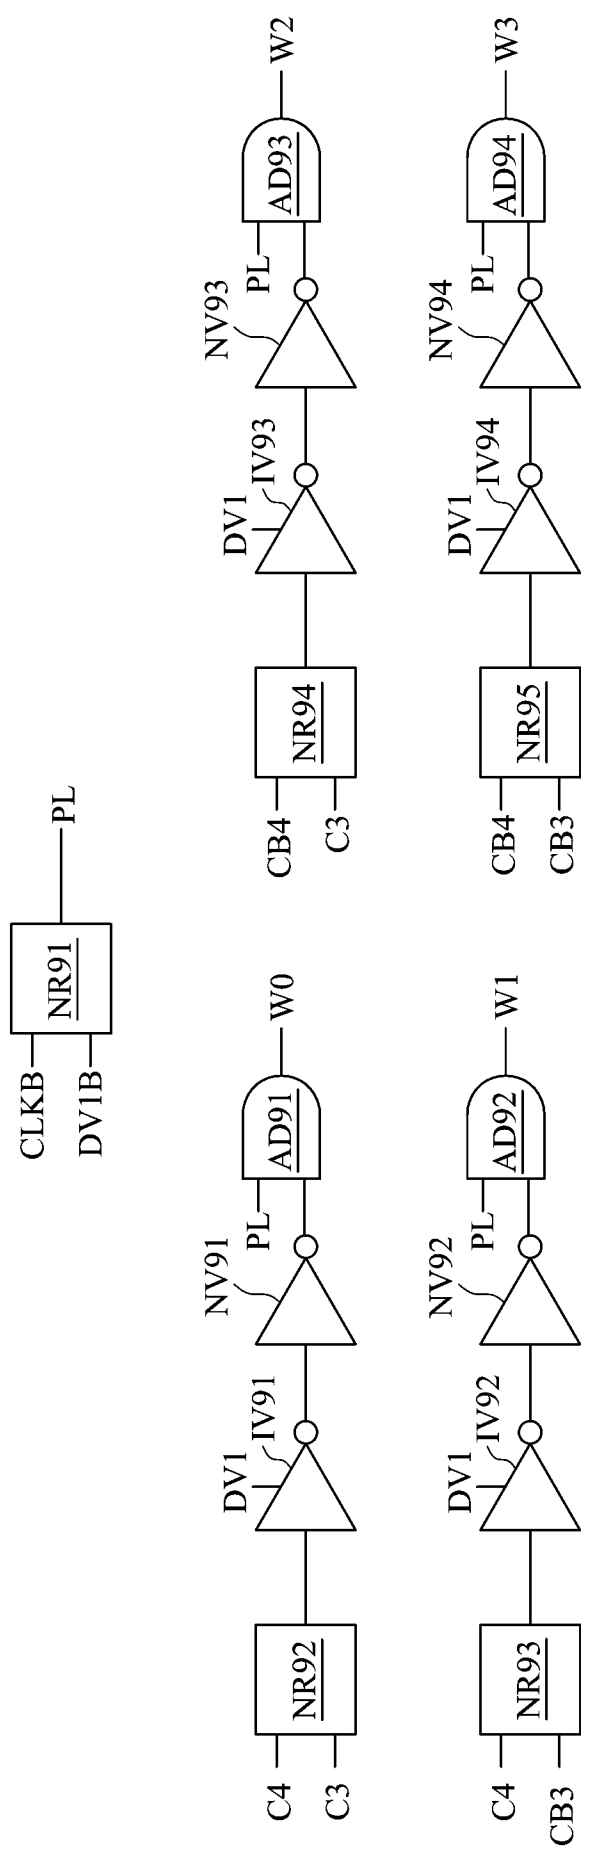 CLKB
DV1B
NR91
PL
C4
C3
NR92
DV1
IV91
NV91
PL
AD91
W0
CB4
C3
NR94
DV1
IV93
NV93
PL
AD93
W2
C4
CB3
NR93
DV1
IV92
NV92
PL
AD92
W1
CB4
CB3
NR95
DV1
IV94
NV94
PL
AD94
W3